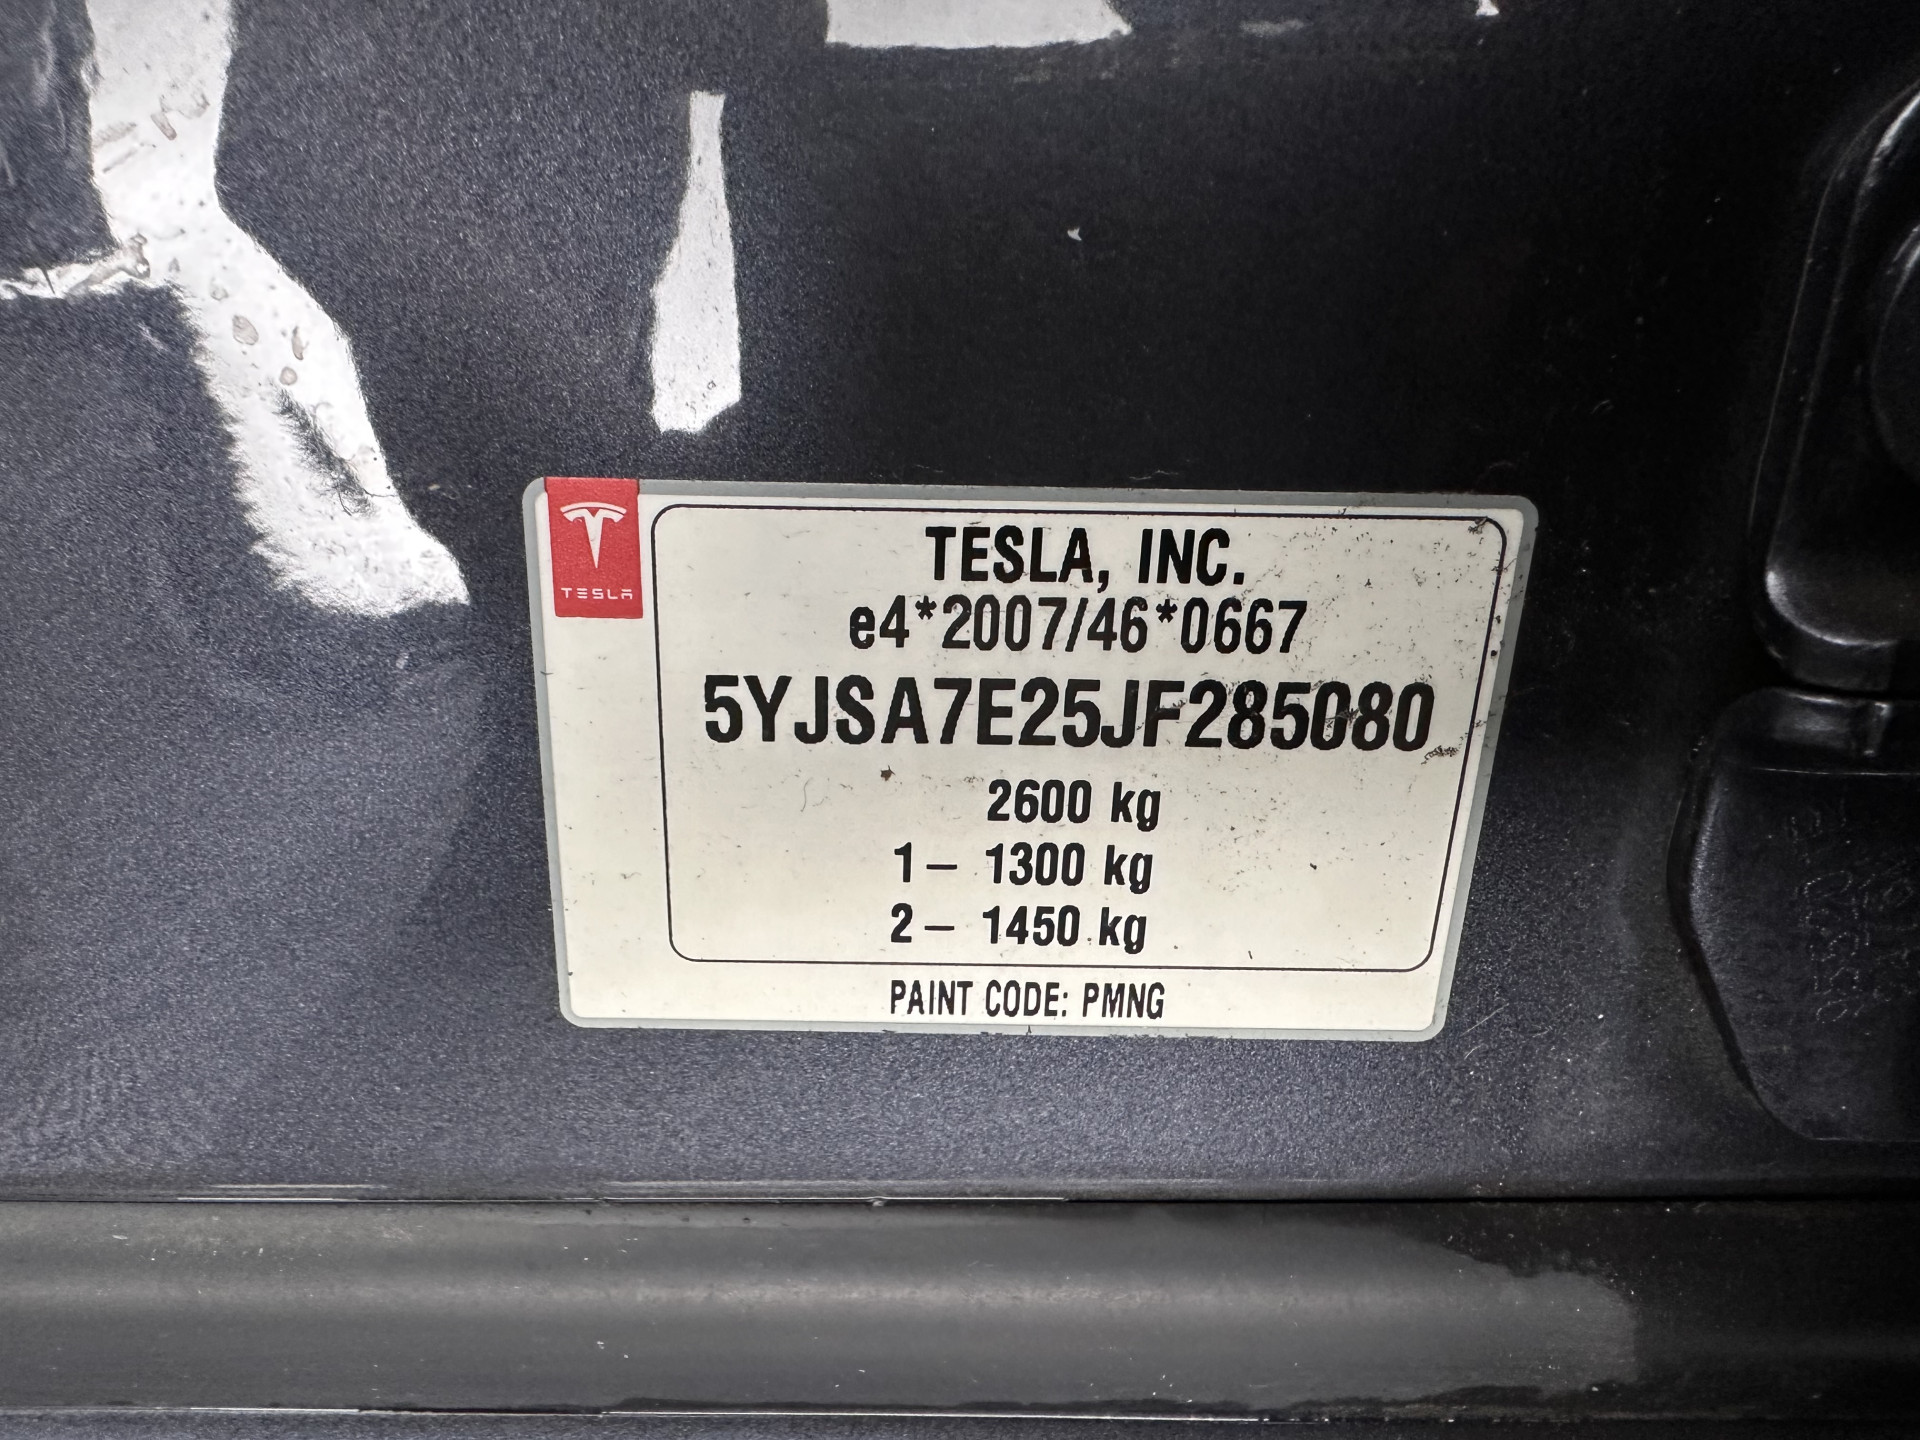 TESLA
TESLA, INC.
e4*2007/46*0667
5YJSA7E25JF285080
2600 kg
1 – 1300 kg
2 – 1450 kg
PAINT CODE: PMNG